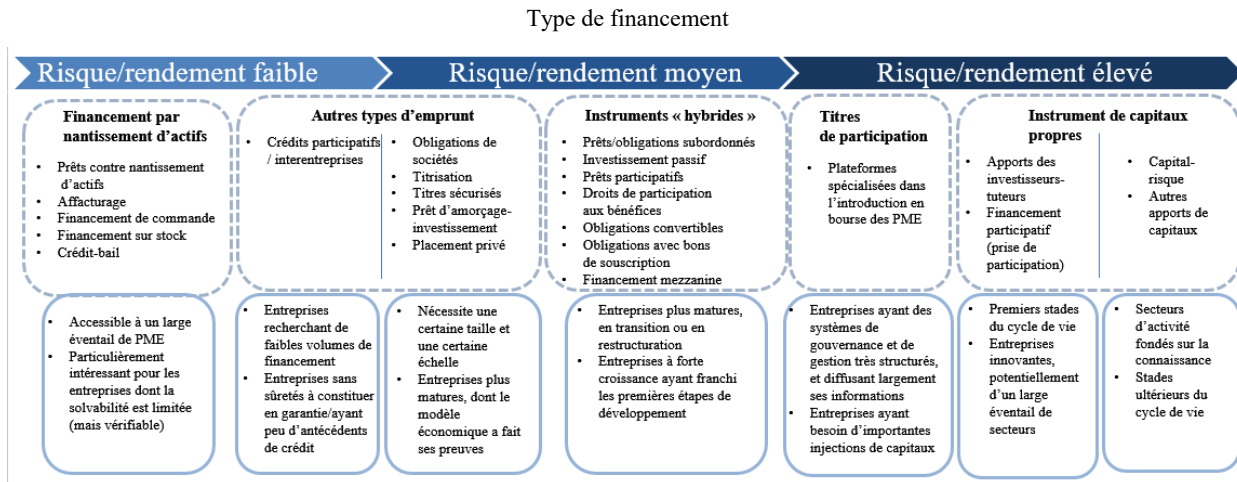 Type de financement
Risque/rendement faible
Risque/rendement moyen
Risque/rendement élevé
Financement par
nantissement d'actifs
• Prêts contre nantissement
d'actifs
• Affacturage
• Financement de commande
• Financement sur stock
• Crédit-bail
Autres types d'emprunt
• Crédits participatifs
/ interentreprises
• Obligations de
sociétés
• Titrisation
• Titres sécurisés
• Prêt d'amorçage-
investissement
• Placement privé
Instruments « hybrides »
• Prêts/obligations subordonnés
• Investissement passif
• Prêts participatifs
• Droits de participation
aux bénéfices
• Obligations convertibles
• Obligations avec bons
de souscription
• Financement mezzanine
Titres
de participation
• Plateformes
spécialisées dans
l'introduction en
bourse des PME
Instrument de capitaux
propres
• Apports des
investisseurs-
tuteurs
• Financement
participatif
(prise de
participation)
• Capital-
risque
• Autres
apports de
capitaux
• Accessible à un large
éventail de PME
• Particulièrement
intéressant pour les
entreprises dont la
solvabilité est limitée
(mais vérifiable)
• Entreprises
recherchant de
faibles volumes de
financement
• Entreprises sans
sûretés à constituer
en garantie/ayant
peu d'antécédents
de crédit
• Nécessite une
certaine taille et
une certaine
échelle
• Entreprises plus
matures, dont le
modèle
économique a fait
ses preuves
• Entreprises plus matures,
en transition ou en
restructuration
• Entreprises à forte
croissance ayant franchi
les premières étapes de
développement
• Entreprises ayant des
systèmes de
gouvernance et de
gestion très structurés,
et diffusant largement
ses informations
• Entreprises ayant
besoin d'importantes
injections de capitaux
• Premiers stades
du cycle de vie
• Entreprises
innovantes,
potentiellement
d'un large
éventail de
secteurs
• Secteurs
d'activité
fondés sur la
connaissance
• Stades
ultérieurs du
cycle de vie